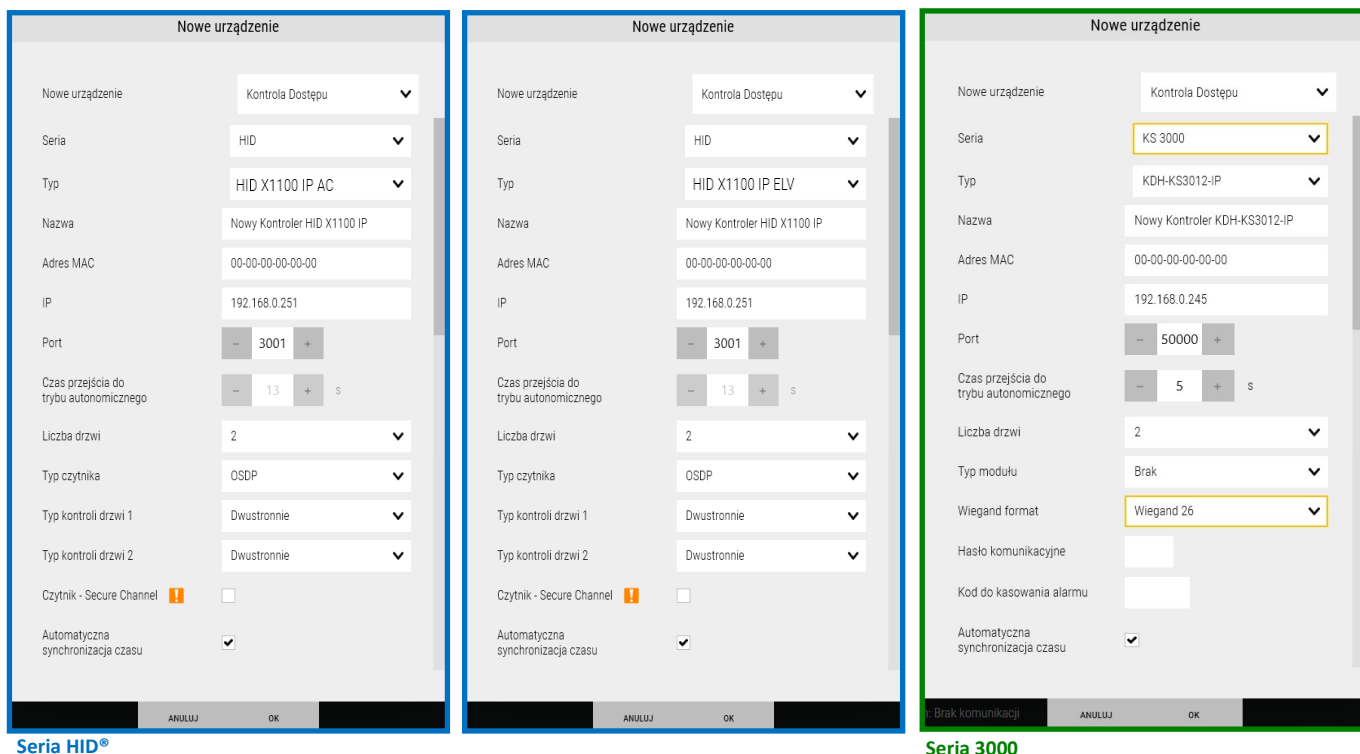 Nowe urządzenie
Nowe urządzenie Kontrola Dostępu
Seria HID
Typ HID X1100 IP AC
Nazwa Nowy Kontroler HID X1100 IP
Adres MAC 00-00-00-00-00-00
IP 192.168.0.251
Port - 3001 +
Czas przejścia do
trybu autonomicznego - 13 + s
Liczba drzwi 2
Typ czytnika OSDP
Typ kontroli drzwi 1 Dwustronnie
Typ kontroli drzwi 2 Dwustronnie
Czytnik - Secure Channel !
Automatyczna
synchronizacja czasu
ANULUJ OK
Seria HID®
Nowe urządzenie
Nowe urządzenie Kontrola Dostępu
Seria HID
Typ HID X1100 IP ELV
Nazwa Nowy Kontroler HID X1100 IP
Adres MAC 00-00-00-00-00-00
IP 192.168.0.251
Port - 3001 +
Czas przejścia do
trybu autonomicznego - 13 + s
Liczba drzwi 2
Typ czytnika OSDP
Typ kontroli drzwi 1 Dwustronnie
Typ kontroli drzwi 2 Dwustronnie
Czytnik - Secure Channel !
Automatyczna
synchronizacja czasu
ANULUJ OK
Nowe urządzenie
Nowe urządzenie Kontrola Dostępu
Seria KS 3000
Typ KDH-KS3012-IP
Nazwa Nowy Kontroler KDH-KS3012-IP
Adres MAC 00-00-00-00-00-00
IP 192.168.0.245
Port - 50000 +
Czas przejścia do
trybu autonomicznego - 5 + s
Liczba drzwi 2
Typ modułu Brak
Wiegand format Wiegand 26
Hasło komunikacyjne
Kod do kasowania alarmu
Automatyczna
synchronizacja czasu
: Brak komunikacji ANULUJ OK
Seria 3000